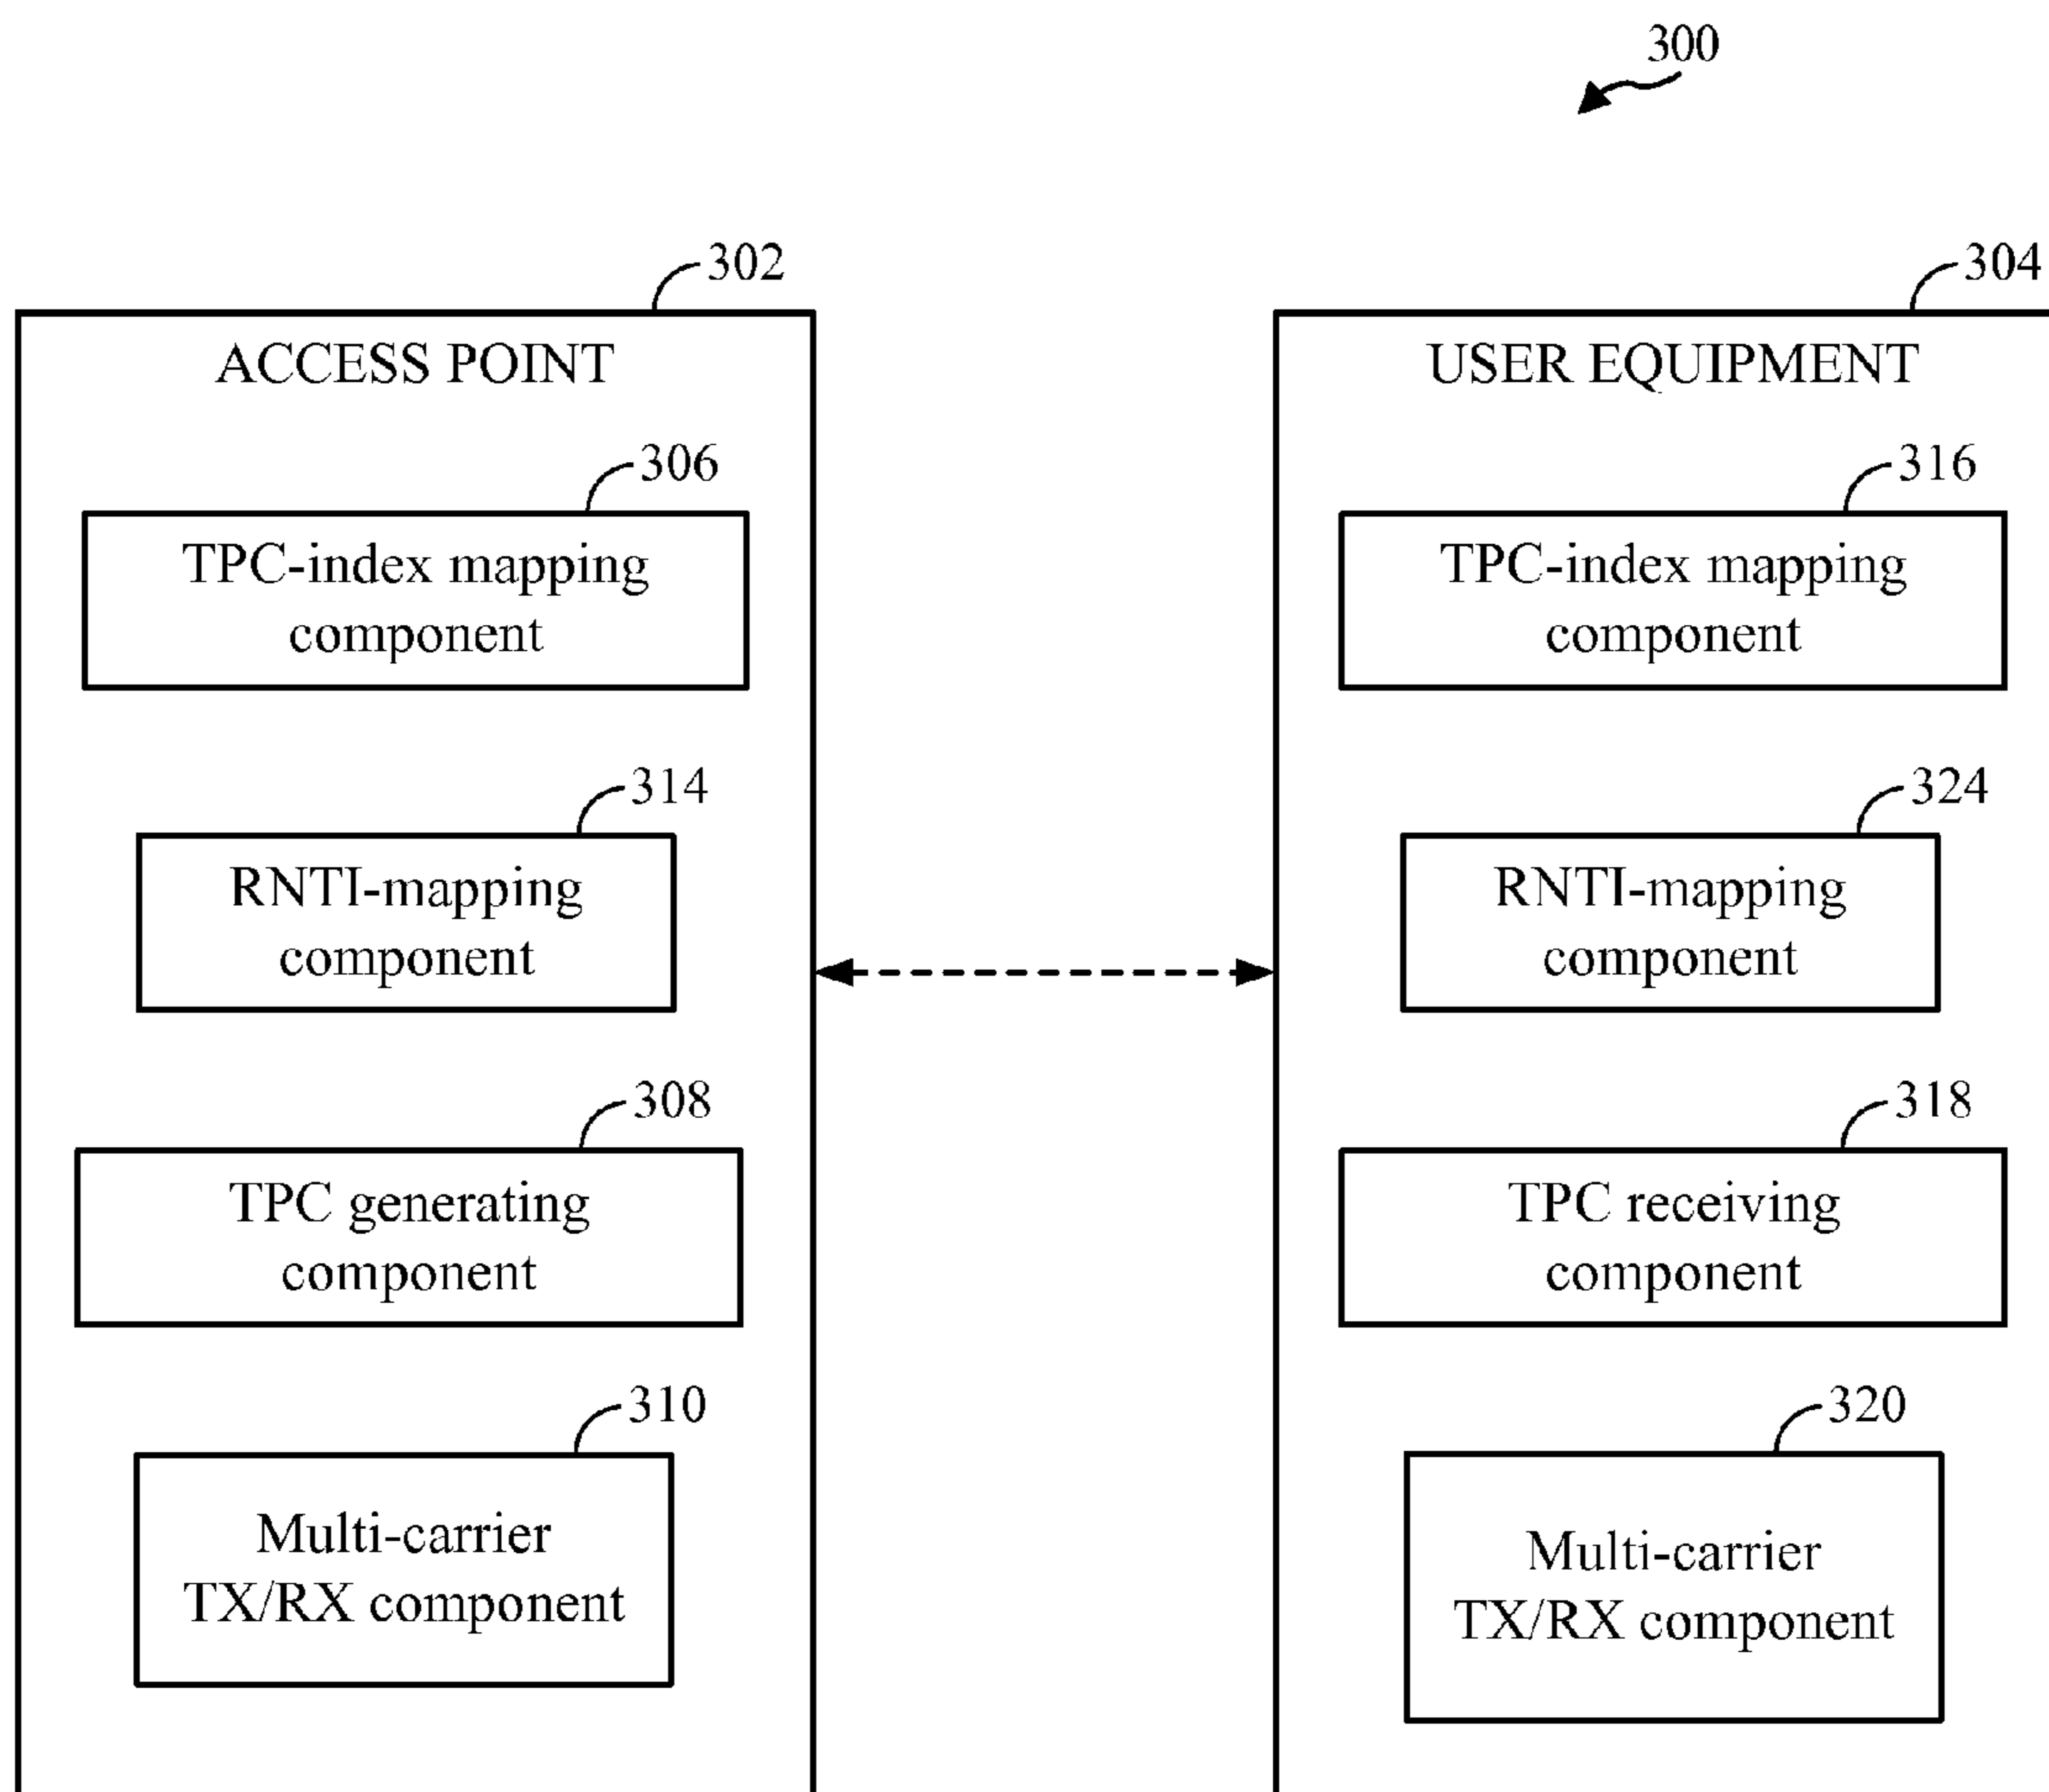 300
302
ACCESS POINT
306
TPC-index mapping
component
314
RNTI-mapping
component
308
TPC generating
component
310
Multi-carrier
TX/RX component
304
USER EQUIPMENT
316
TPC-index mapping
component
324
RNTI-mapping
component
318
TPC receiving
component
320
Multi-carrier
TX/RX component